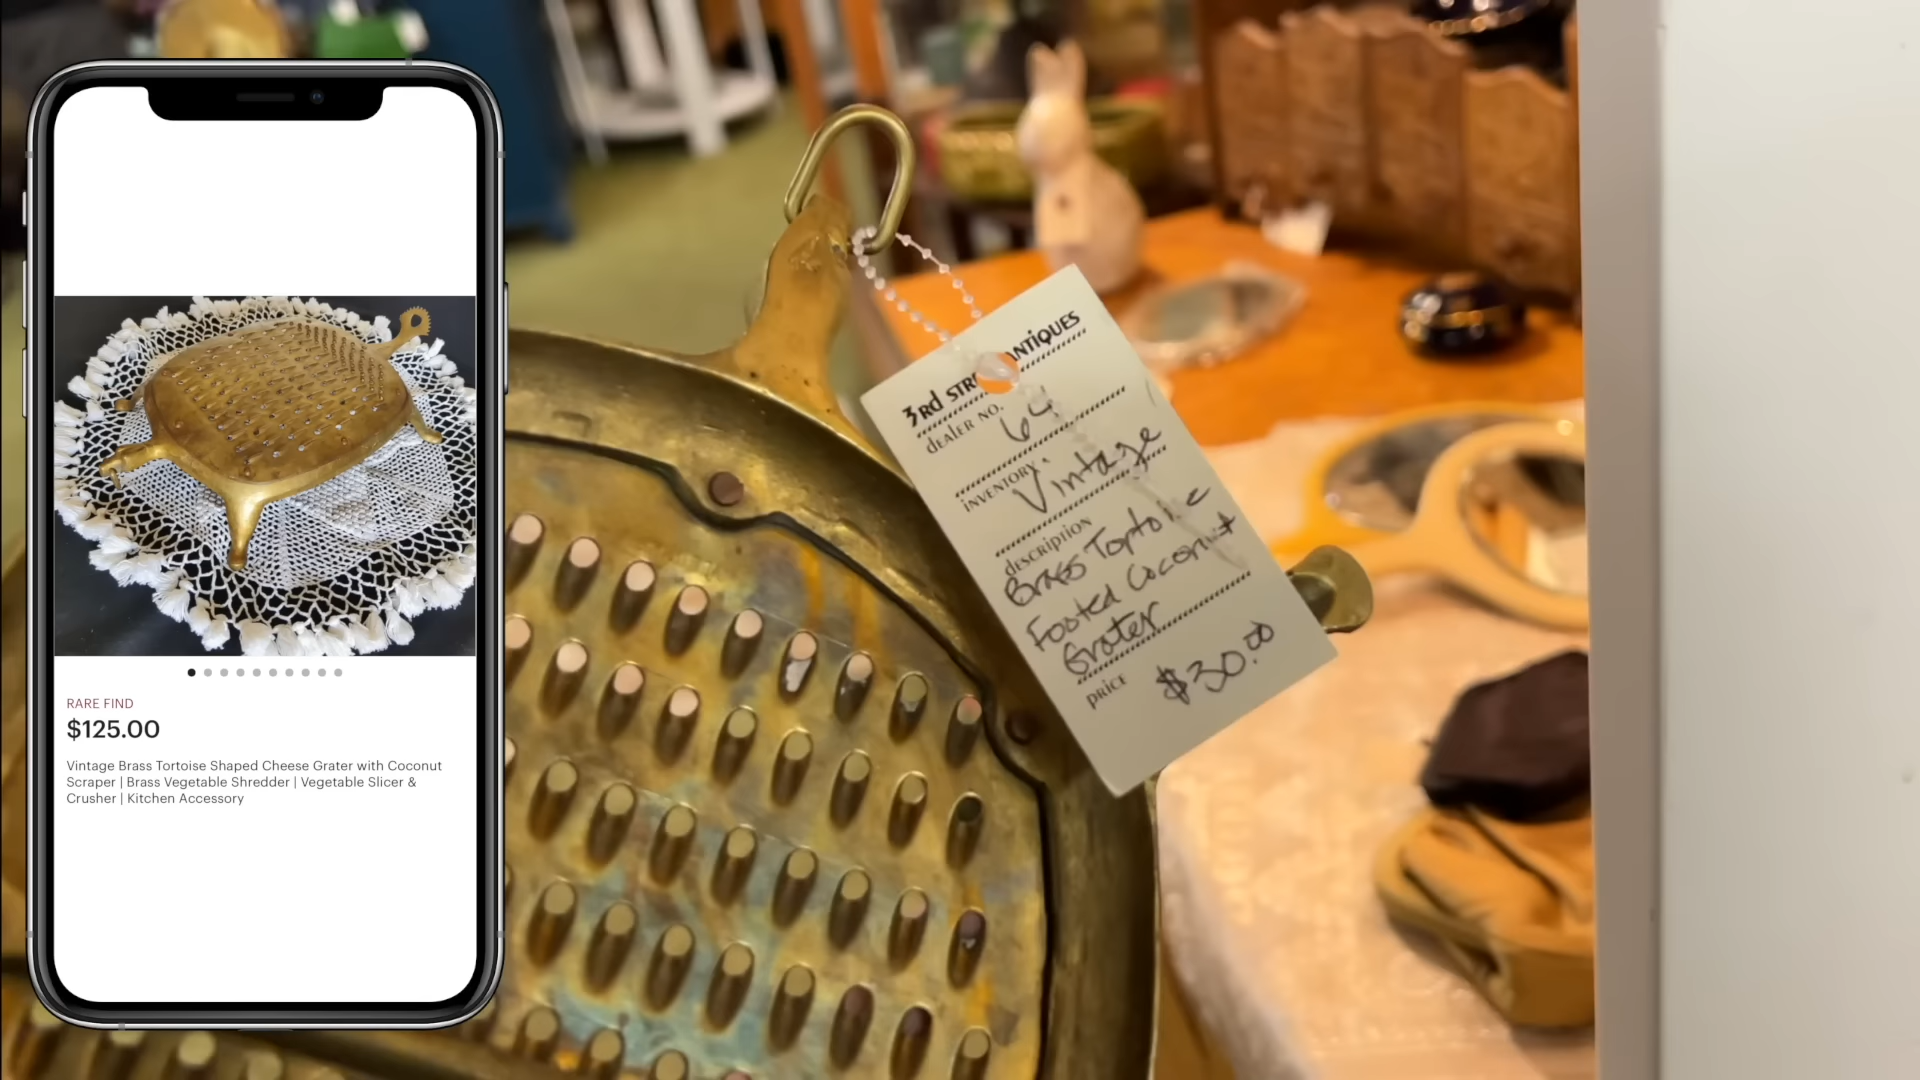 RARE FIND
$125.00
Vintage Brass Tortoise Shaped Cheese Grater with Coconut
Scraper | Brass Vegetable Shredder | Vegetable Slicer &
Crusher | Kitchen Accessory
3Rd STR ANTIQUES
dEALER NO. 64
INVENTORY Vintage
dEscRipTioN
Brass
Footed Coconut
Grater
pRicE $30.00